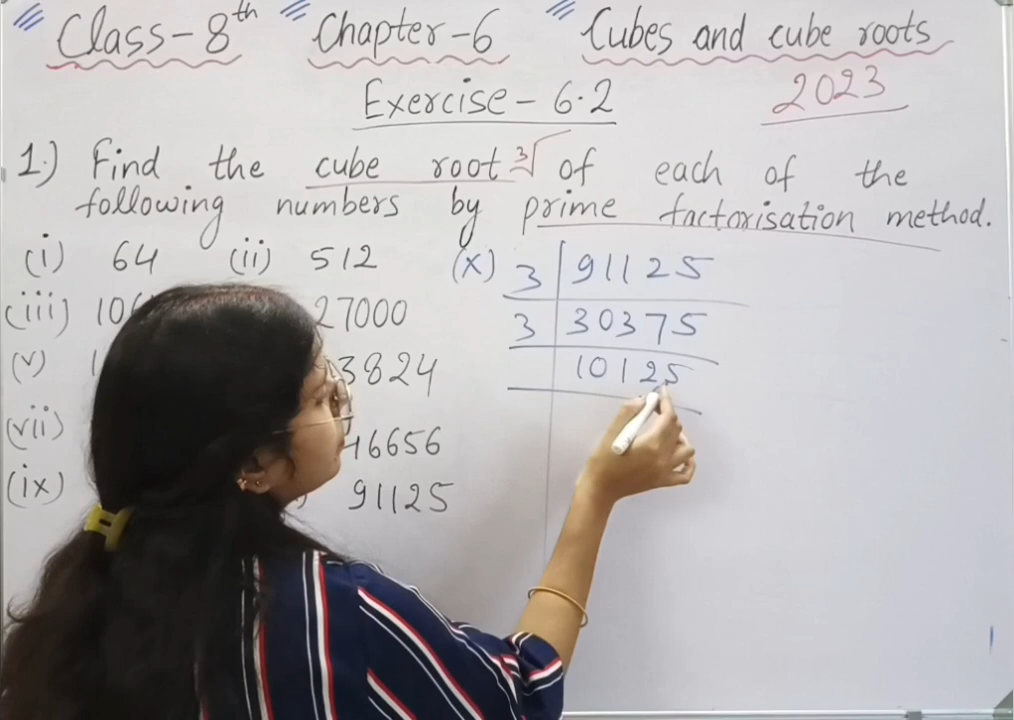 Class-8th Chapter-6 Cubes and cube roots
Exercise-6.2 2023
1.) Find the cube root ∛ of each of the
following numbers by prime factorisation method.
(i) 64 (ii) 512
(iii) 27000
(v) 3824
(vii) 6656
(ix) 91125
(x) 3 | 91125
3 | 30375
10125